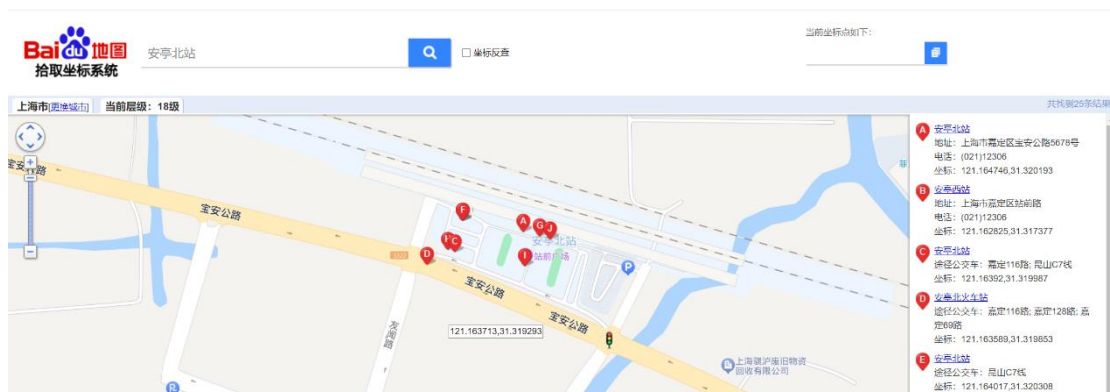 Bai du 地图
拾取坐标系统
安亭北站
坐标反查
当前坐标点如下:
上海市[更换城市] 当前层级: 18级
共找到25条结果
宝安公路
宝安公路
宝安公路
友闻路
安亭北站
站前广场
121.163713,31.319293
上海骐沪废旧物资
回收有限公司
A
F
G
J
C
D
I
P
A 安亭北站
地址: 上海市嘉定区宝安公路5678号
电话: (021)12306
坐标: 121.164746,31.320193
B 安亭西站
地址: 上海市嘉定区站前路
电话: (021)12306
坐标: 121.162825,31.317377
C 安亭北站
途径公交车: 嘉定116路; 昆山C7线
坐标: 121.16392,31.319987
D 安亭北火车站
途径公交车: 嘉定116路; 嘉定128路; 嘉
定69路
坐标: 121.163589,31.319853
E 安亭北站
途径公交车: 昆山C7线
坐标: 121.164017,31.320308